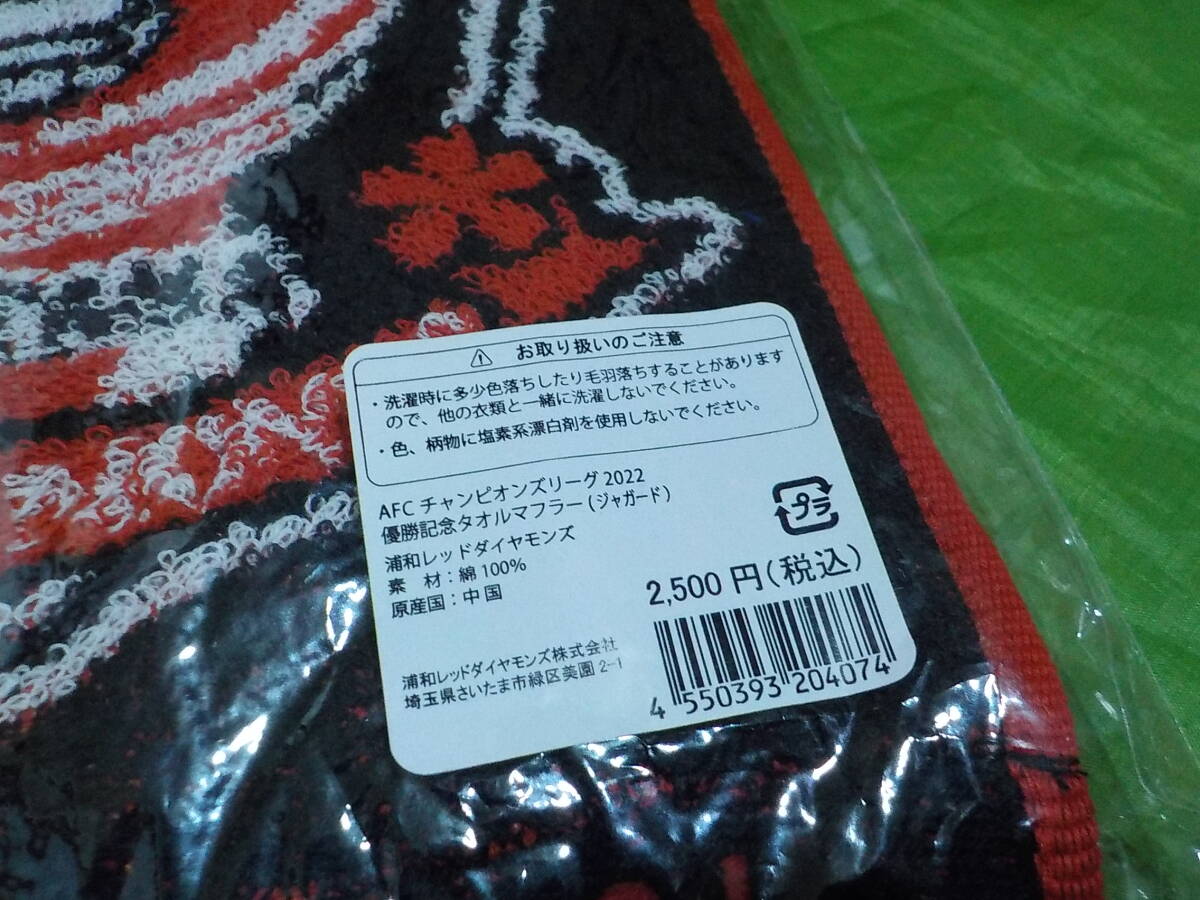 ⚠ お取り扱いのご注意
・洗濯時に多少色落ちしたり毛羽落ちすることがあります
ので、他の衣類と一緒に洗濯しないでください。
・色、柄物に塩素系漂白剤を使用しないでください。
AFC チャンピオンズリーグ 2022
優勝記念タオルマフラー(ジャガード)
浦和レッドダイヤモンズ
素 材：綿 100%
原産国：中国
プラ
2,500 円(税込)
浦和レッドダイヤモンズ株式会社
埼玉県さいたま市緑区美園 2-1
4 550393 204074